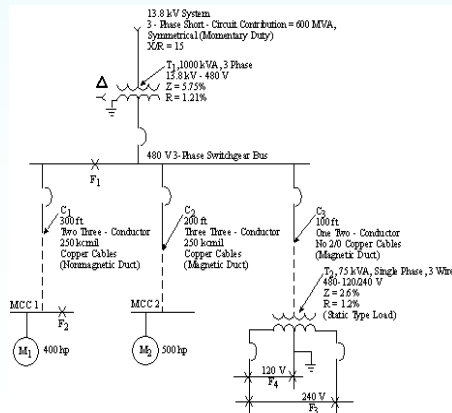 13.8 kV System
3 - Phase Short - Circuit Contribution = 600 MVA,
Symmetrical (Momentary Duty)
X/R = 15
T1, 1000 kVA, 3 Phase
13.8 kV - 480 V
Z = 5.75%
R = 1.21%
Δ
480 V 3-Phase Switchgear Bus
F1
C1
300 ft
Two Three - Conductor
250 kcmil
Copper Cables
(Nonmagnetic Duct)
C2
200 ft
Three Three - Conductor
250 kcmil
Copper Cables
(Magnetic Duct)
C3
100 ft
One Two - Conductor
No 2/0 Copper Cables
(Magnetic Duct)
T2, 75 kVA, Single Phase, 3 Wire
480-120/240 V
Z = 2.6%
R = 1.2%
(Static Type Load)
MCC 1
F2
MCC 2
M1 400 hp
M2 500 hp
120 V
F4
240 V
F3